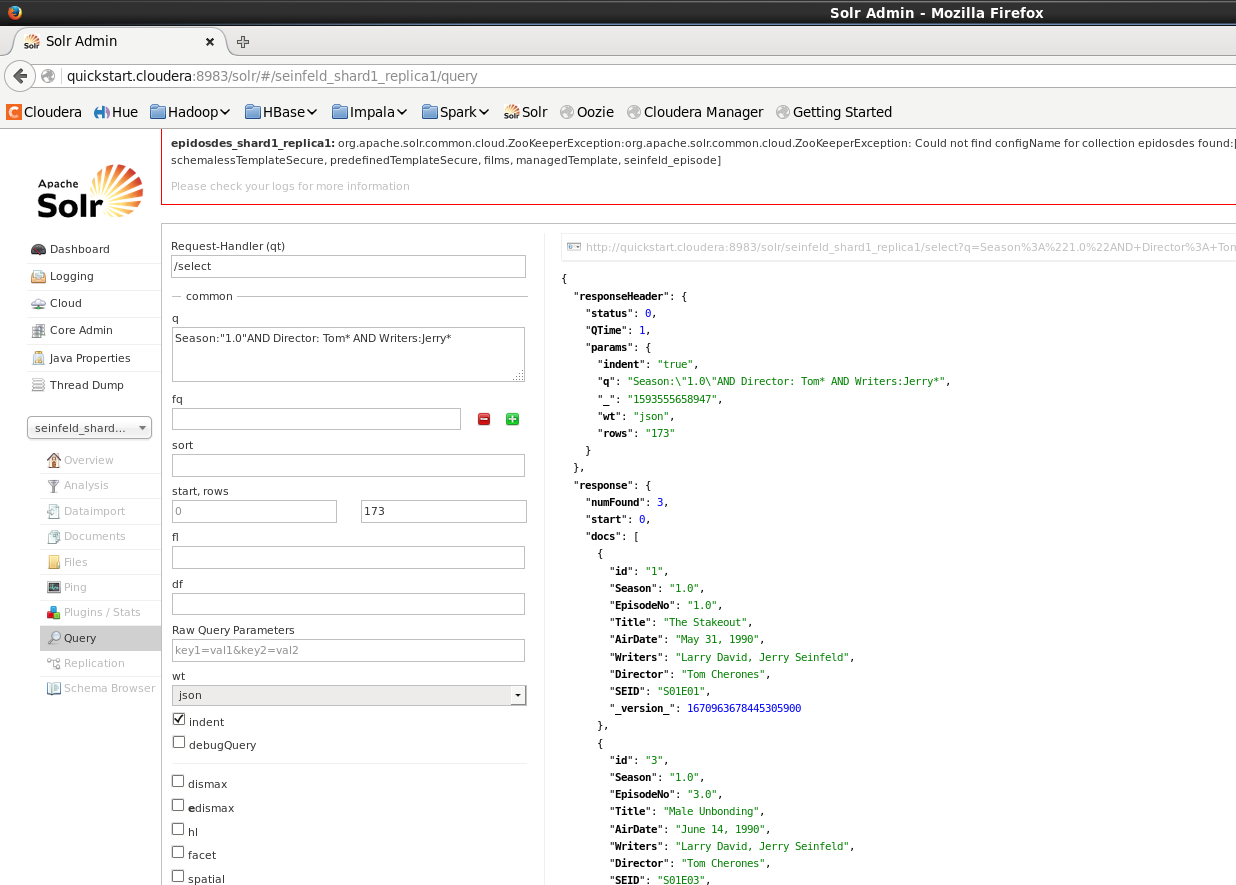 Solr Admin - Mozilla Firefox
Solr Solr Admin
quickstart.cloudera:8983/solr/#/seinfeld_shard1_replica1/query
Cloudera Hue Hadoop HBase Impala Spark Solr Solr Oozie Cloudera Manager Getting Started
epidosdes_shard1_replica1: org.apache.solr.common.cloud.ZooKeeperException:org.apache.solr.common.cloud.ZooKeeperException: Could not find configName for collection epidosdes found:[
schemalessTemplateSecure, predefinedTemplateSecure, films, managedTemplate, seinfeld_episode]
Please check your logs for more information
Apache
Solr
Dashboard
Logging
Cloud
Core Admin
Java Properties
Thread Dump
seinfeld_shard...
Overview
Analysis
Dataimport
Documents
Files
Ping
Plugins / Stats
Query
Replication
Schema Browser
Request-Handler (qt)
/select
common
q
Season:"1.0"AND Director: Tom* AND Writers:Jerry*
fq
sort
start, rows
0 173
fl
df
Raw Query Parameters
key1=val1&key2=val2
wt
json
indent
debugQuery
dismax
edismax
hl
facet
spatial
http://quickstart.cloudera:8983/solr/seinfeld_shard1_replica1/select?q=Season%3A%221.0%22AND+Director%3A+Tom
{
"responseHeader": {
"status": 0,
"QTime": 1,
"params": {
"indent": "true",
"q": "Season:\"1.0\"AND Director: Tom* AND Writers:Jerry*",
"_": "1593555658947",
"wt": "json",
"rows": "173"
}
},
"response": {
"numFound": 3,
"start": 0,
"docs": [
{
"id": "1",
"Season": "1.0",
"EpisodeNo": "1.0",
"Title": "The Stakeout",
"AirDate": "May 31, 1990",
"Writers": "Larry David, Jerry Seinfeld",
"Director": "Tom Cherones",
"SEID": "S01E01",
"_version_": 1670963678445305900
},
{
"id": "3",
"Season": "1.0",
"EpisodeNo": "3.0",
"Title": "Male Unbonding",
"AirDate": "June 14, 1990",
"Writers": "Larry David, Jerry Seinfeld",
"Director": "Tom Cherones",
"SEID": "S01E03",